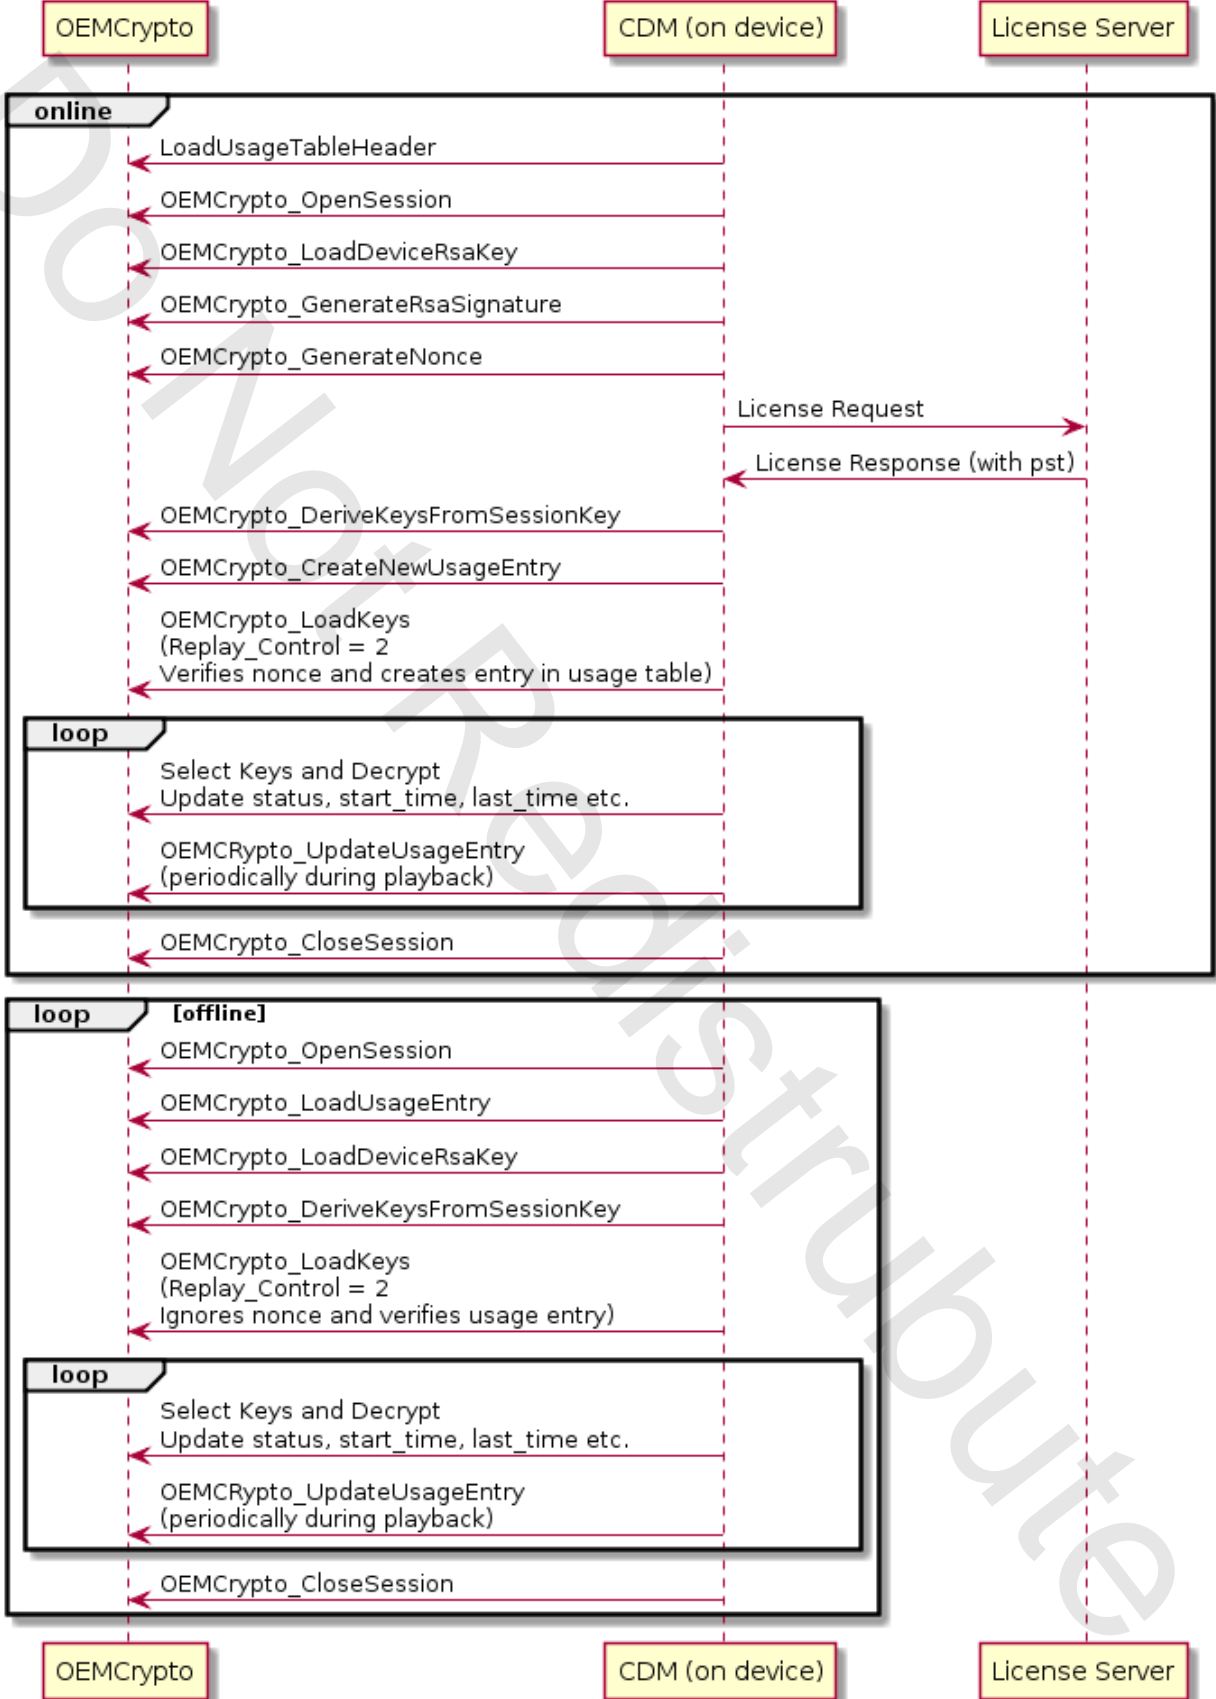 OEMCrypto
CDM (on device)
License Server
online
LoadUsageTableHeader
OEMCrypto_OpenSession
OEMCrypto_LoadDeviceRsaKey
OEMCrypto_GenerateRsaSignature
OEMCrypto_GenerateNonce
License Request
License Response (with pst)
OEMCrypto_DeriveKeysFromSessionKey
OEMCrypto_CreateNewUsageEntry
OEMCrypto_LoadKeys
(Replay_Control = 2
Verifies nonce and creates entry in usage table)
loop
Select Keys and Decrypt
Update status, start_time, last_time etc.
OEMCRypto_UpdateUsageEntry
(periodically during playback)
OEMCrypto_CloseSession
loop [offline]
OEMCrypto_OpenSession
OEMCrypto_LoadUsageEntry
OEMCrypto_LoadDeviceRsaKey
OEMCrypto_DeriveKeysFromSessionKey
OEMCrypto_LoadKeys
(Replay_Control = 2
Ignores nonce and verifies usage entry)
loop
Select Keys and Decrypt
Update status, start_time, last_time etc.
OEMCRypto_UpdateUsageEntry
(periodically during playback)
OEMCrypto_CloseSession
OEMCrypto
CDM (on device)
License Server
Do Not Redistrubute